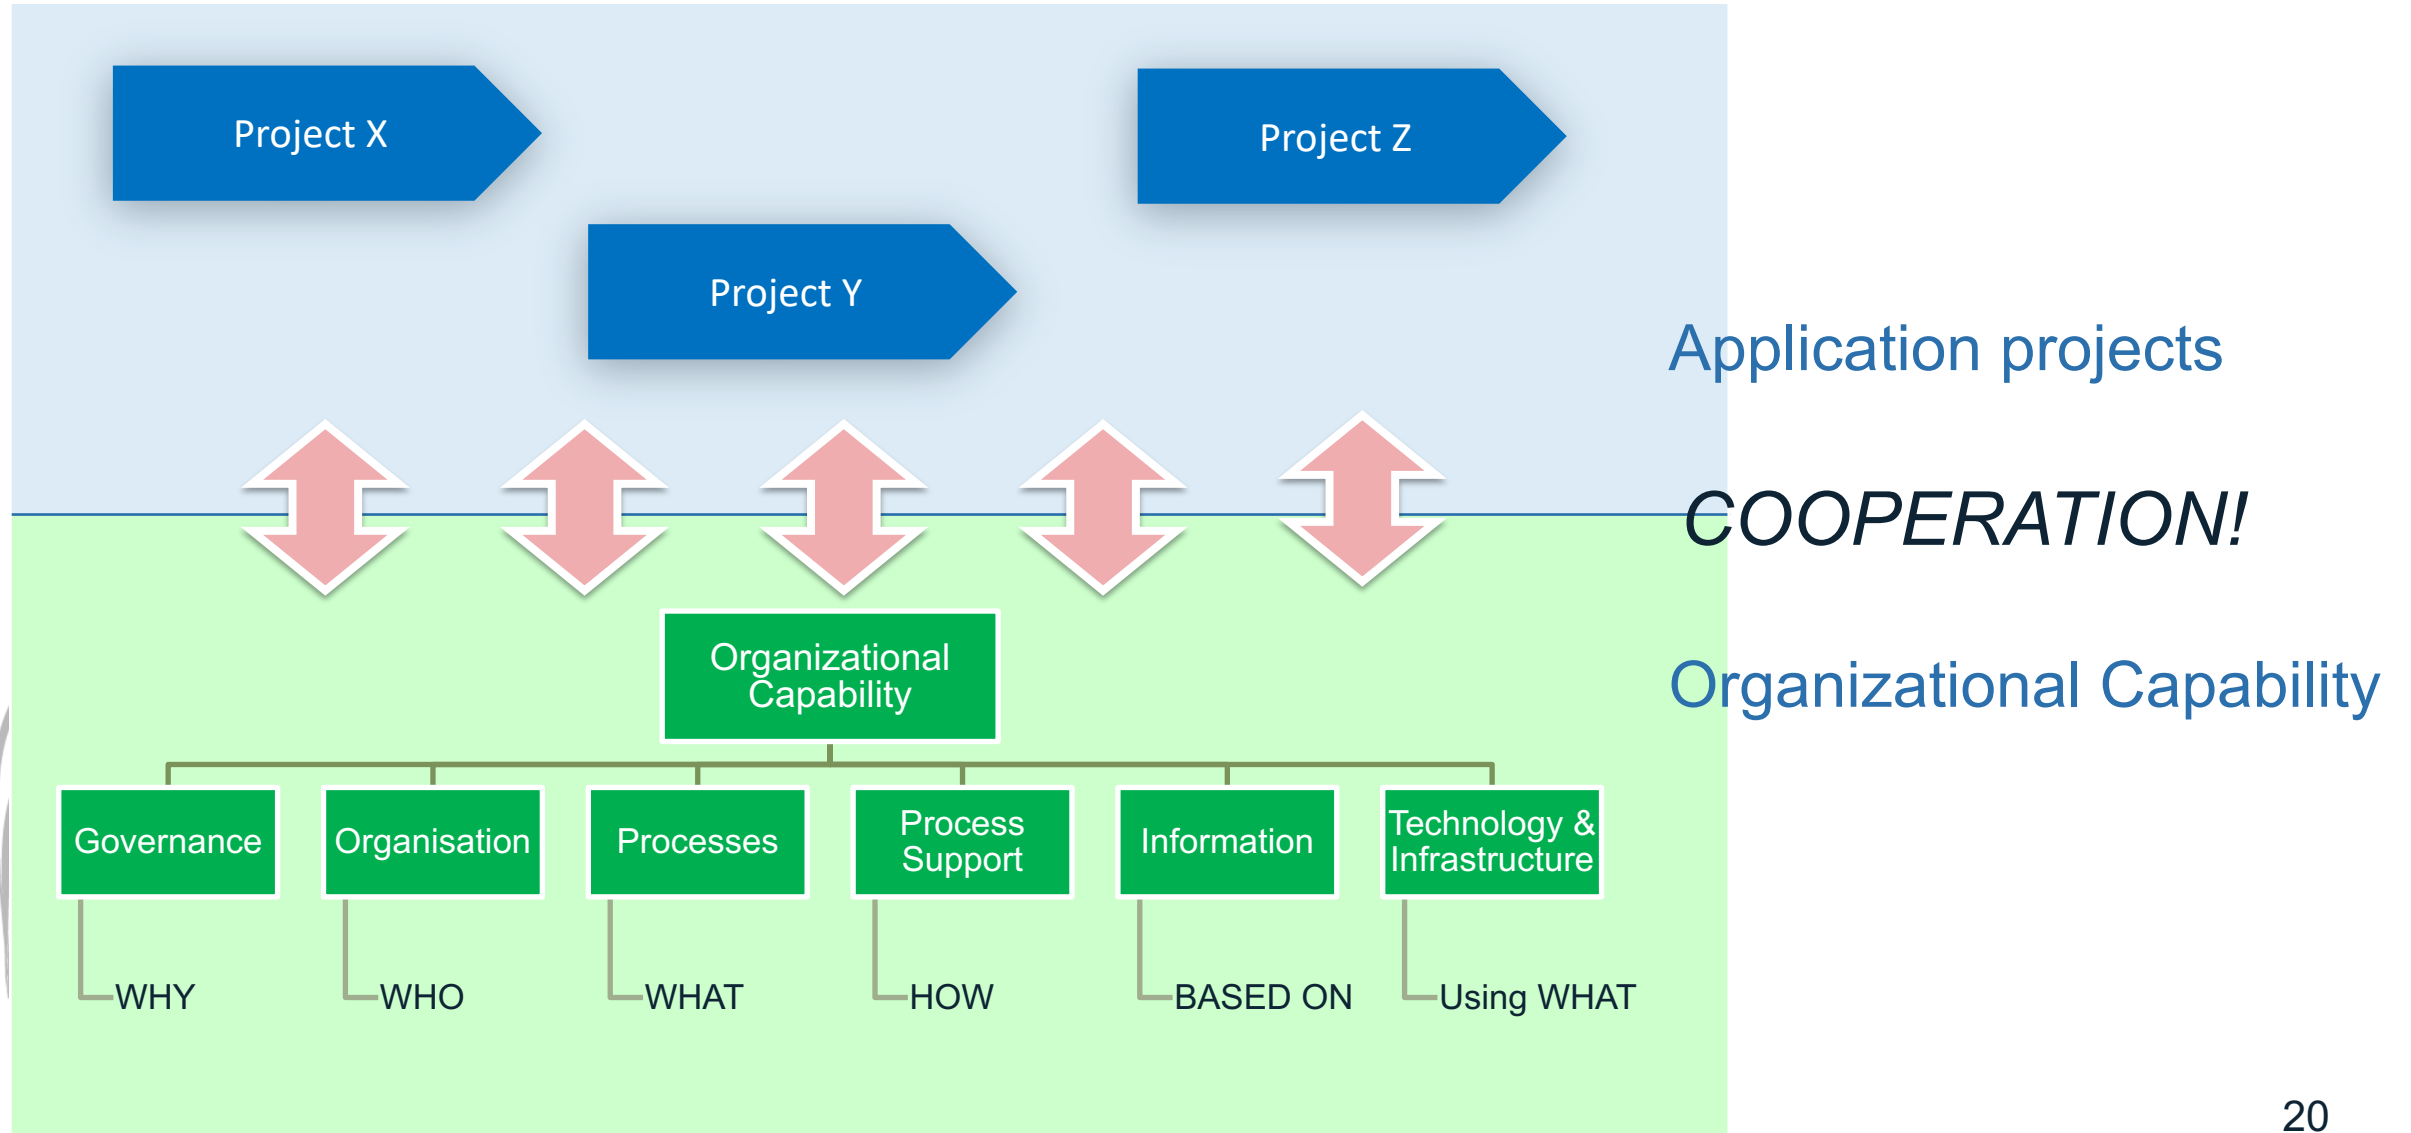 Project X
Project Z
Project Y
Application projects
COOPERATION!
Organizational
Capability
Organizational Capability
Governance
Organisation
Processes
Process
Support
Information
Technology &
Infrastructure
WHY
WHO
WHAT
HOW
BASED ON
Using WHAT
20